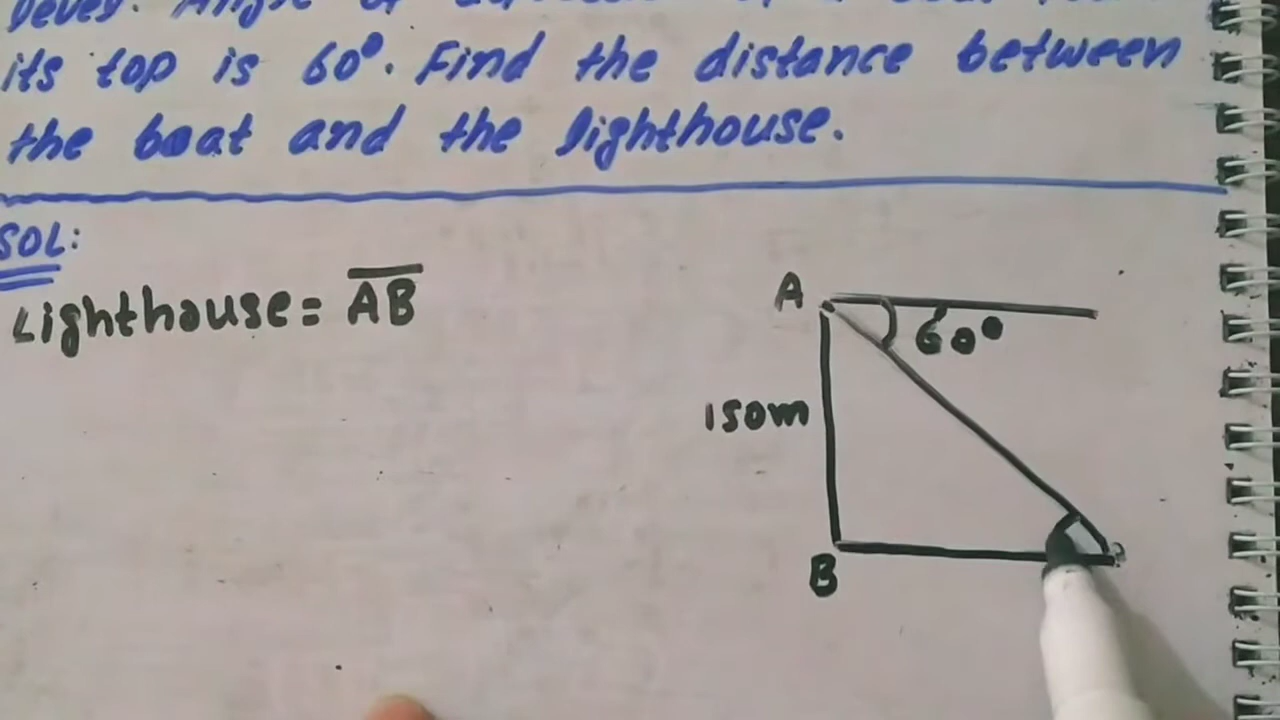 its top is 60°. Find the distance between
the boat and the lighthouse.
SOL:
Lighthouse = AB
A
60°
150m
B